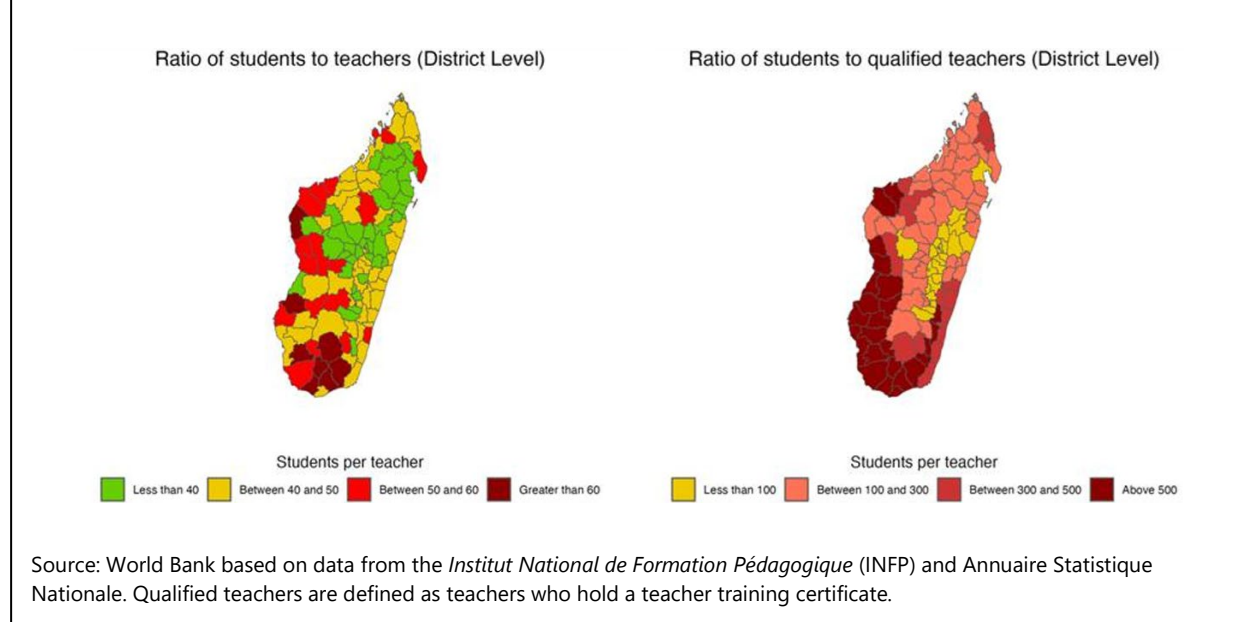 Ratio of students to teachers (District Level)
Ratio of students to qualified teachers (District Level)
Students per teacher
Less than 40 Between 40 and 50 Between 50 and 60 Greater than 60
Students per teacher
Less than 100 Between 100 and 300 Between 300 and 500 Above 500
Source: World Bank based on data from the Institut National de Formation Pédagogique (INFP) and Annuaire Statistique
Nationale. Qualified teachers are defined as teachers who hold a teacher training certificate.